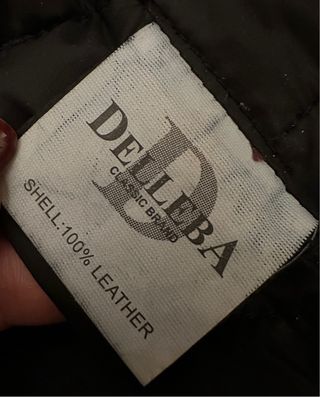 D
DELLEBA
CLASSIC BRAND
SHELL:100% LEATHER